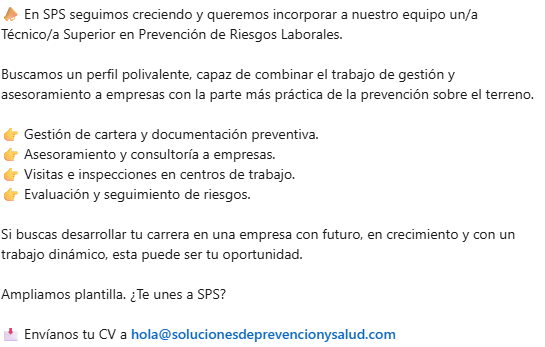 📣 En SPS seguimos creciendo y queremos incorporar a nuestro equipo un/a
Técnico/a Superior en Prevención de Riesgos Laborales.
Buscamos un perfil polivalente, capaz de combinar el trabajo de gestión y
asesoramiento a empresas con la parte más práctica de la prevención sobre el terreno.
👉 Gestión de cartera y documentación preventiva.
👉 Asesoramiento y consultoría a empresas.
👉 Visitas e inspecciones en centros de trabajo.
👉 Evaluación y seguimiento de riesgos.
Si buscas desarrollar tu carrera en una empresa con futuro, en crecimiento y con un
trabajo dinámico, esta puede ser tu oportunidad.
Ampliamos plantilla. ¿Te unes a SPS?
📩 Envíanos tu CV a hola@solucionesdeprevencionysalud.com